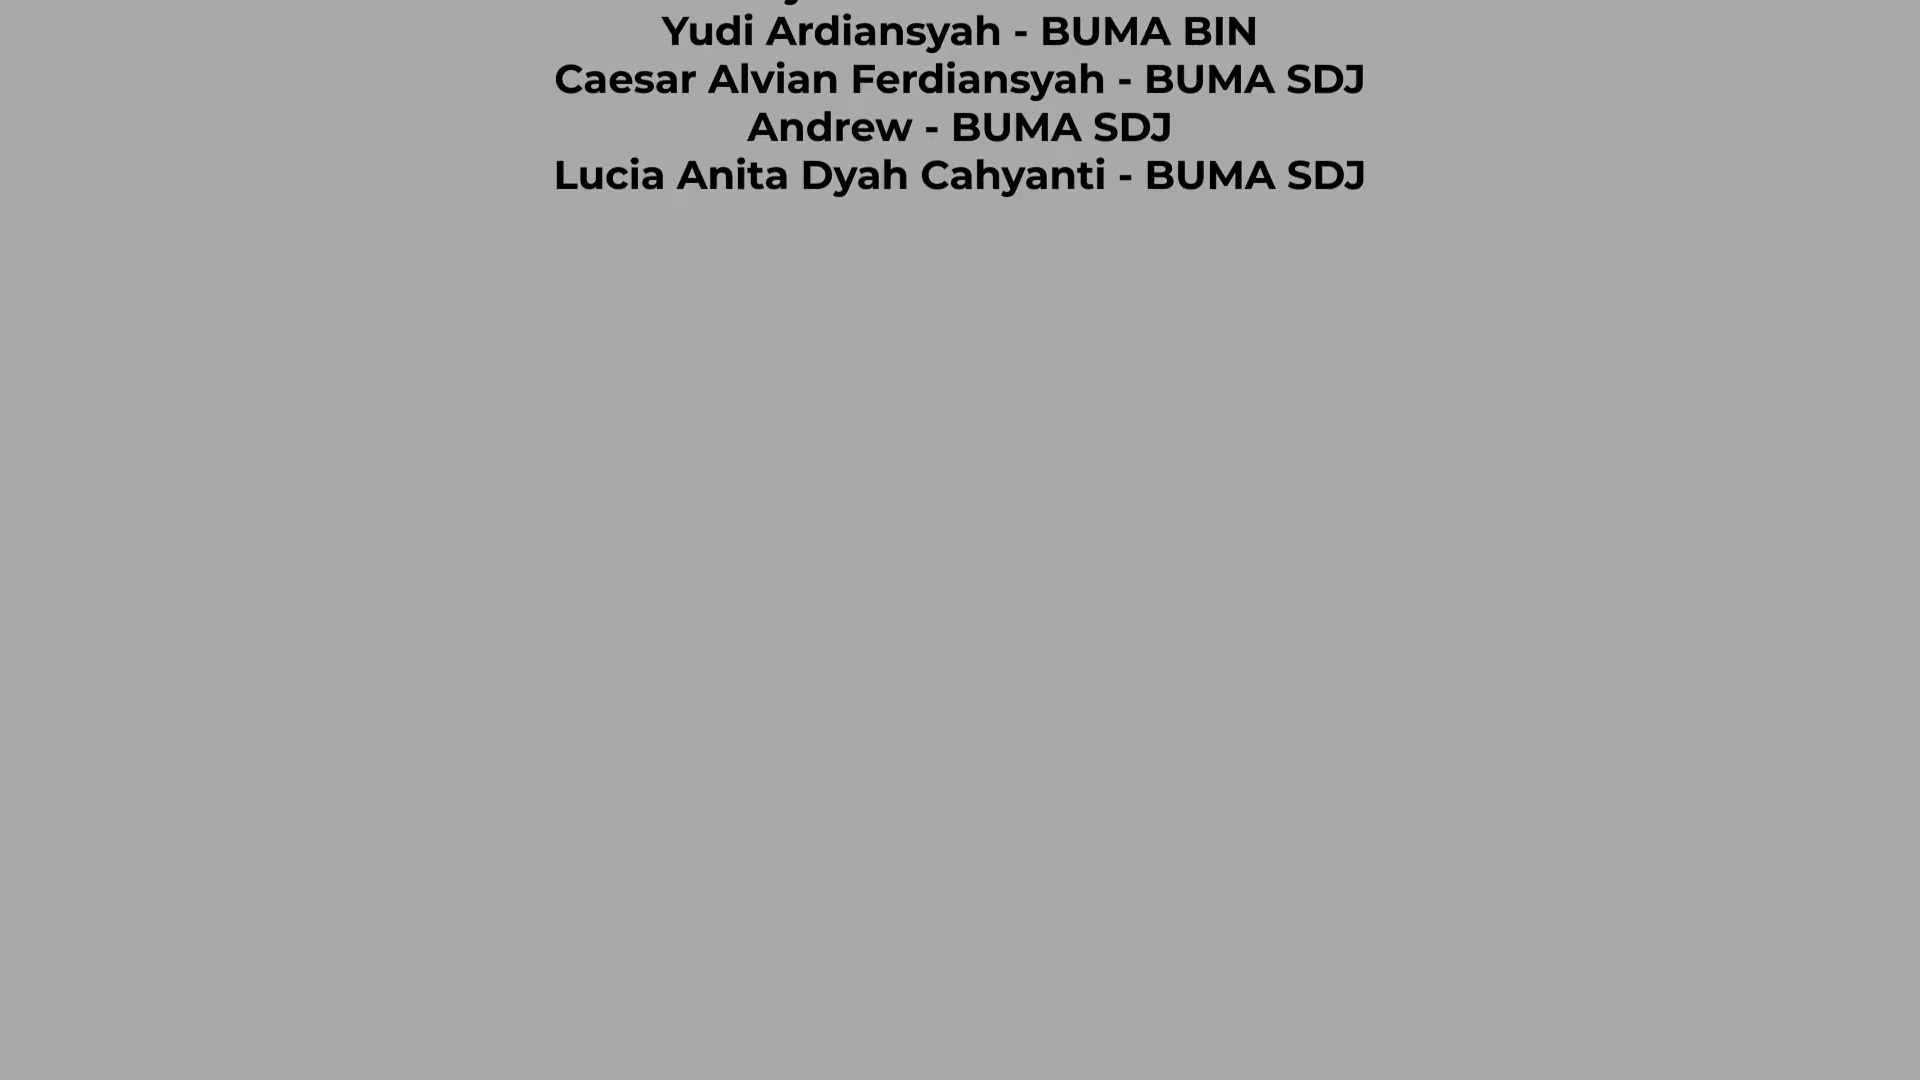 Yudi Ardiansyah - BUMA BIN
Caesar Alvian Ferdiansyah - BUMA SDJ
Andrew - BUMA SDJ
Lucia Anita Dyah Cahyanti - BUMA SDJ